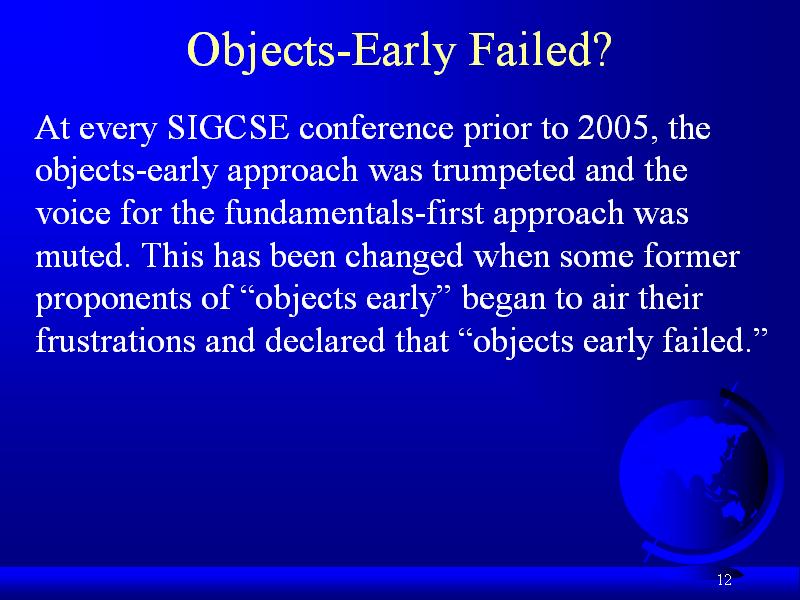 Objects-Early Failed?
At every SIGCSE conference prior to 2005, the
objects-early approach was trumpeted and the
voice for the fundamentals-first approach was
muted. This has been changed when some former
proponents of “objects early” began to air their
frustrations and declared that “objects early failed.”
12